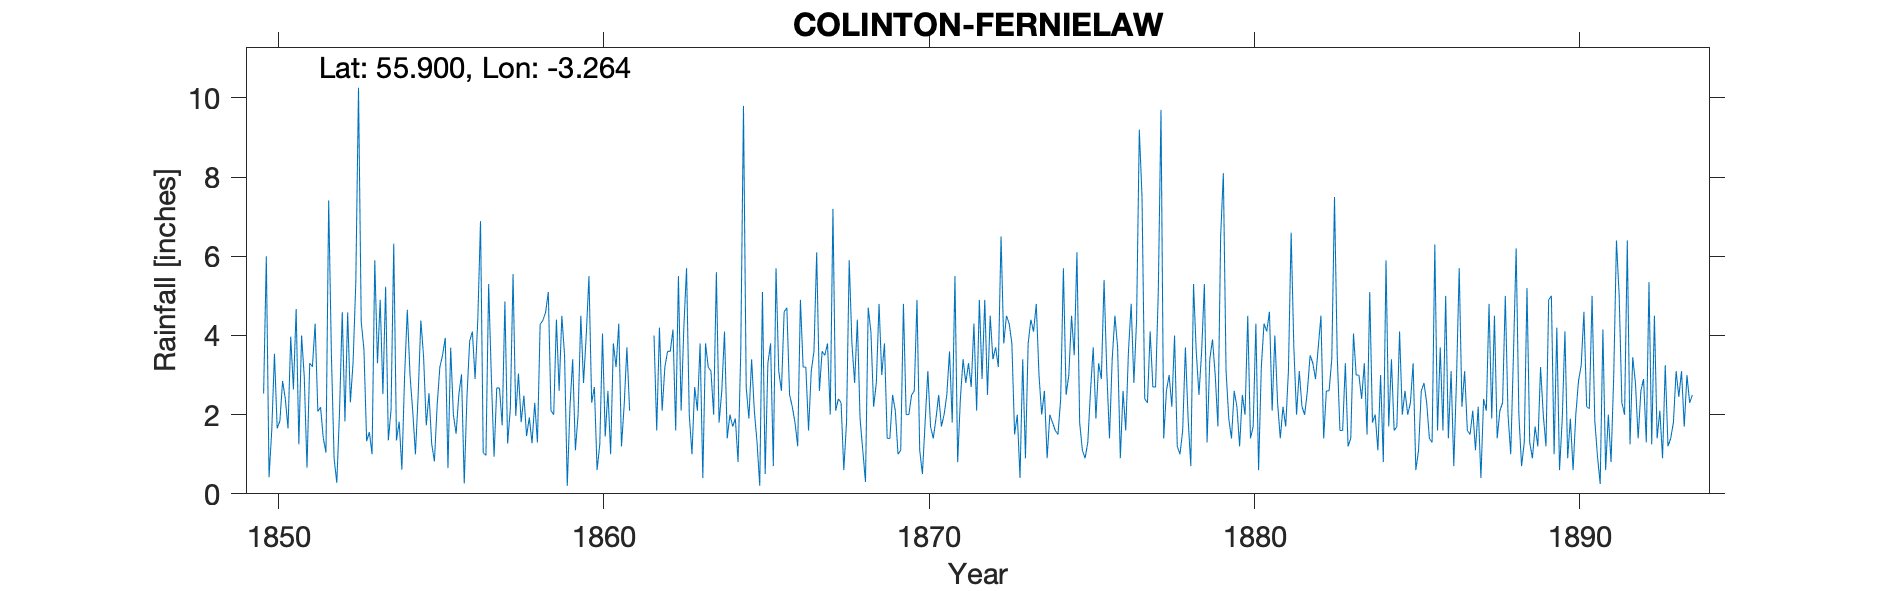 COLINTON-FERNIELAW
Lat: 55.900, Lon: -3.264
Rainfall [inches]
10
8
6
4
2
0
1850 1860 1870 1880 1890
Year